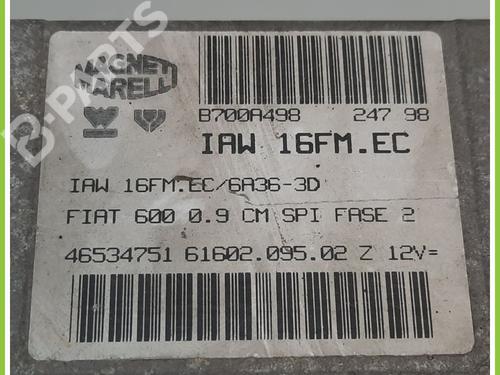 MAGNETI
MARELLI
B-PARTS
B700A498 247 98
IAW 16FM.EC
IAW 16FM.EC/6A36-3D
FIAT 600 0.9 CM SPI FASE 2
46534751 61602.095.02 Z 12V=